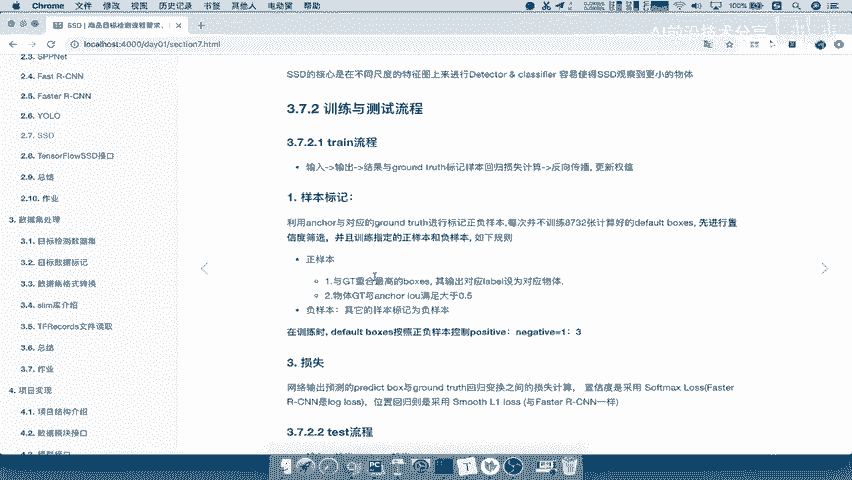 Chrome 文件 修改 视图 历史记录 书签 其他 人员 电动窗 帮助
100%
SSD | 商品目标检测课程要求、
AI前沿技术分享
localhost:4000/day01/section7.html
2.3. SPPNet
2.4. Fast R-CNN
2.5. Faster R-CNN
2.6. YOLO
2.7. SSD
2.8. TensorFlowSSD接口
2.9. 总结
2.10. 作业
3. 数据集处理
3.1. 目标检测数据集
3.2. 目标数据标记
3.3. 数据集格式转换
3.4. slim库介绍
3.5. TFRecords文件读取
3.6. 总结
3.7. 作业
4. 项目实现
4.1. 项目结构介绍
4.2. 数据模块接口
SSD的核心是在不同尺度的特征图上来进行Detector & classifier 容易使得SSD观察到更小的物体
3.7.2 训练与测试流程
3.7.2.1 train流程
输入->输出->结果与ground truth标记样本回归损失计算->反向传播, 更新权值
1. 样本标记：
利用anchor与对应的ground truth进行标记正负样本,每次并不训练8732张计算好的default boxes, 先进行置
信度筛选，并且训练指定的正样本和负样本, 如下规则
正样本
1.与GT重合最高的boxes, 其输出对应label设为对应物体.
2.物体GT与anchor iou满足大于0.5
负样本：其它的样本标记为负样本
在训练时, default boxes按照正负样本控制positive：negative=1：3
3. 损失
网络输出预测的predict box与ground truth回归变换之间的损失计算， 置信度是采用 Softmax Loss(Faster
R-CNN是log loss)，位置回归则是采用 Smooth L1 loss (与Faster R-CNN一样)
3.7.2.2 test流程